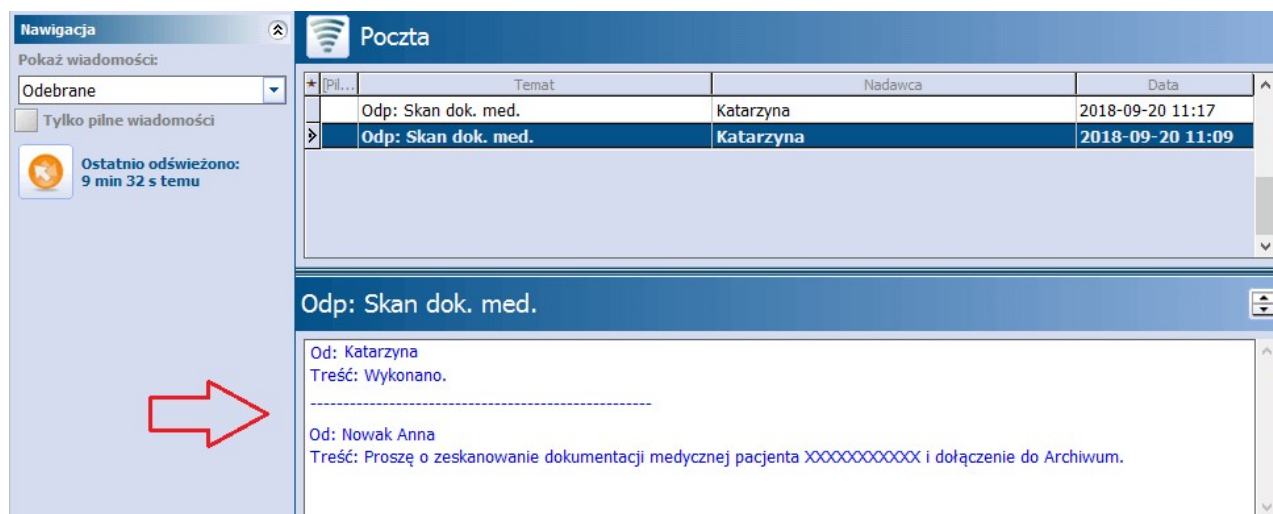 Nawigacja
Pokaż wiadomości:
Odebrane
Tylko pilne wiadomości
Ostatnio odświeżono:
9 min 32 s temu
Poczta
[Pil... Temat Nadawca Data
Odp: Skan dok. med. Katarzyna 2018-09-20 11:17
Odp: Skan dok. med. Katarzyna 2018-09-20 11:09
Odp: Skan dok. med.
Od: Katarzyna
Treść: Wykonano.
----------------------------------------------------
Od: Nowak Anna
Treść: Proszę o zeskanowanie dokumentacji medycznej pacjenta XXXXXXXXXXX i dołączenie do Archiwum.